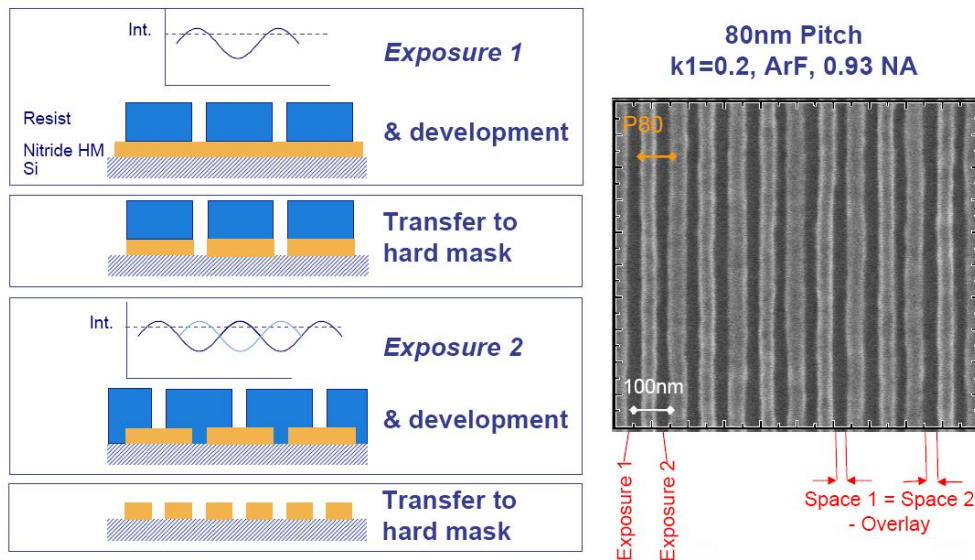 Int.
Exposure 1
Resist
& development
Nitride HM
Si
Transfer to
hard mask
Int.
Exposure 2
& development
Transfer to
hard mask
80nm Pitch
k1=0.2, ArF, 0.93 NA
P80
100nm
Exposure 1
Exposure 2
Space 1 = Space 2
- Overlay